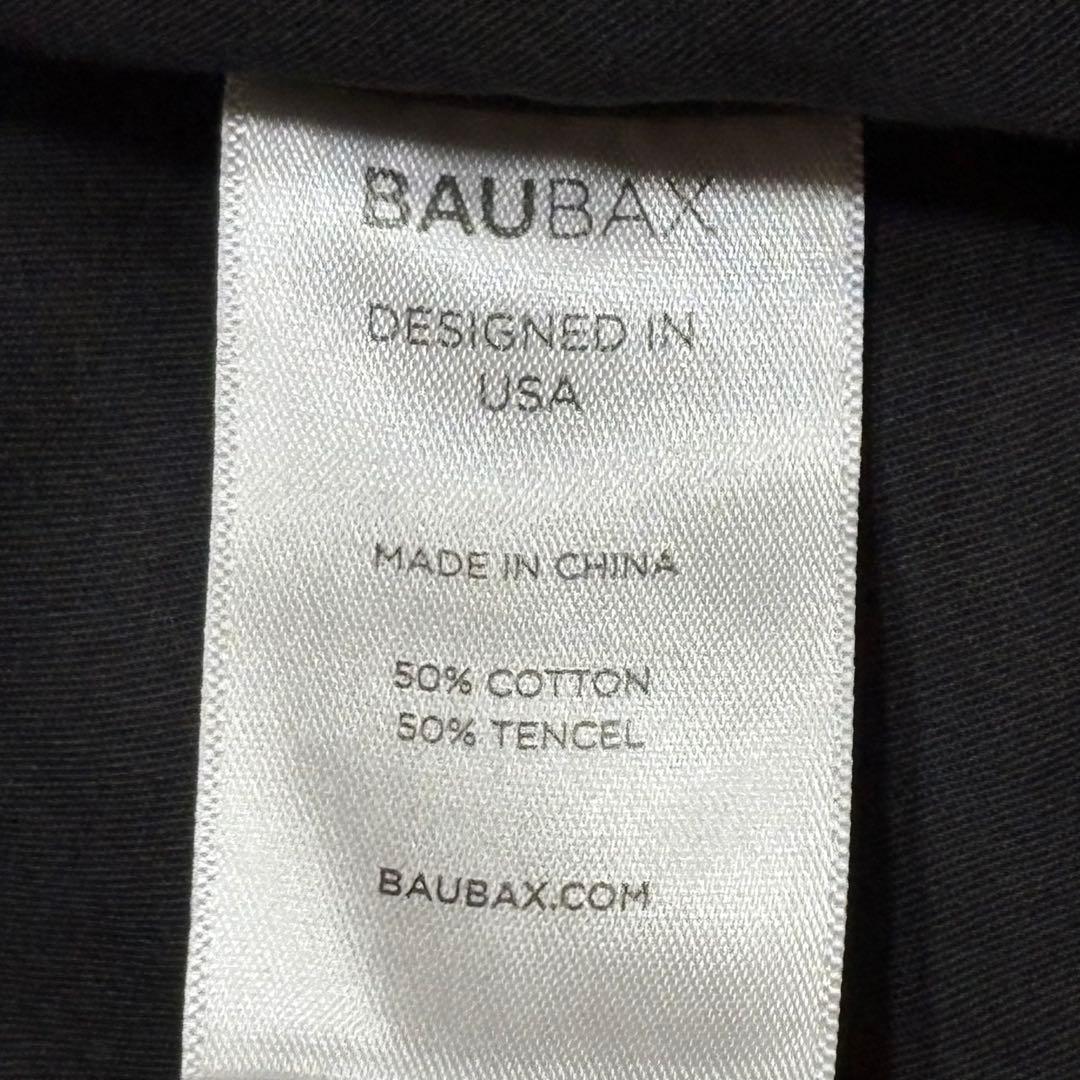 BAUBAX
DESIGNED IN
USA
MADE IN CHINA
50% COTTON
50% TENCEL
BAUBAX.COM